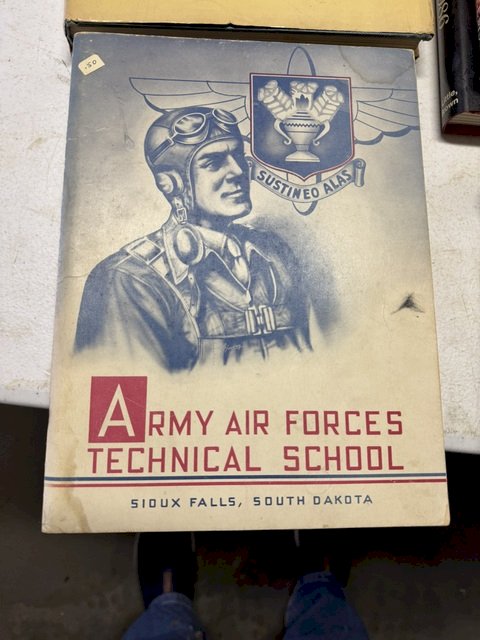 .50
SUSTINEO ALAS
ARMY AIR FORCES
TECHNICAL SCHOOL
SIOUX FALLS, SOUTH DAKOTA